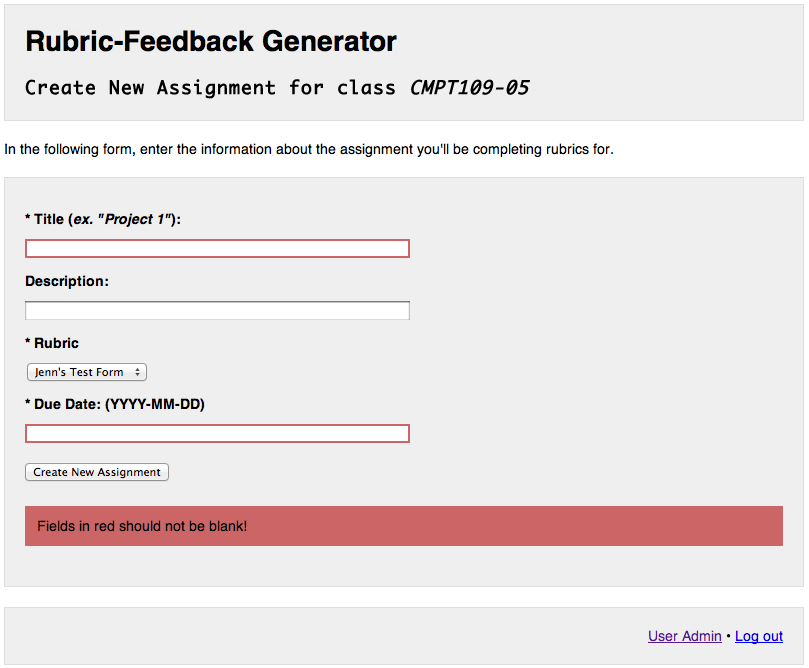 Rubric-Feedback Generator
Create New Assignment for class CMPT109-05
In the following form, enter the information about the assignment you'll be completing rubrics for.
* Title (ex. "Project 1"):
Description:
* Rubric
Jenn's Test Form
* Due Date: (YYYY-MM-DD)
Create New Assignment
Fields in red should not be blank!
User Admin • Log out